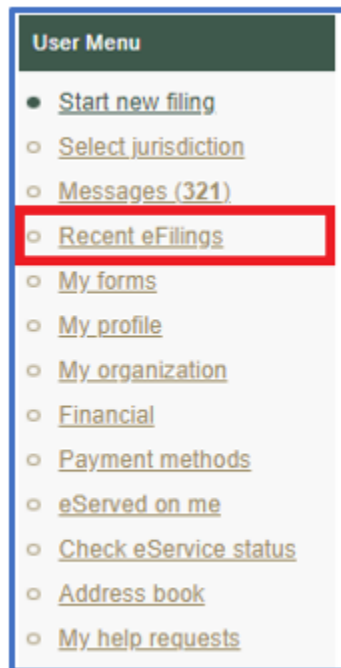 User Menu
Start new filing
Select jurisdiction
Messages (321)
Recent eFilings
My forms
My profile
My organization
Financial
Payment methods
eServed on me
Check eService status
Address book
My help requests